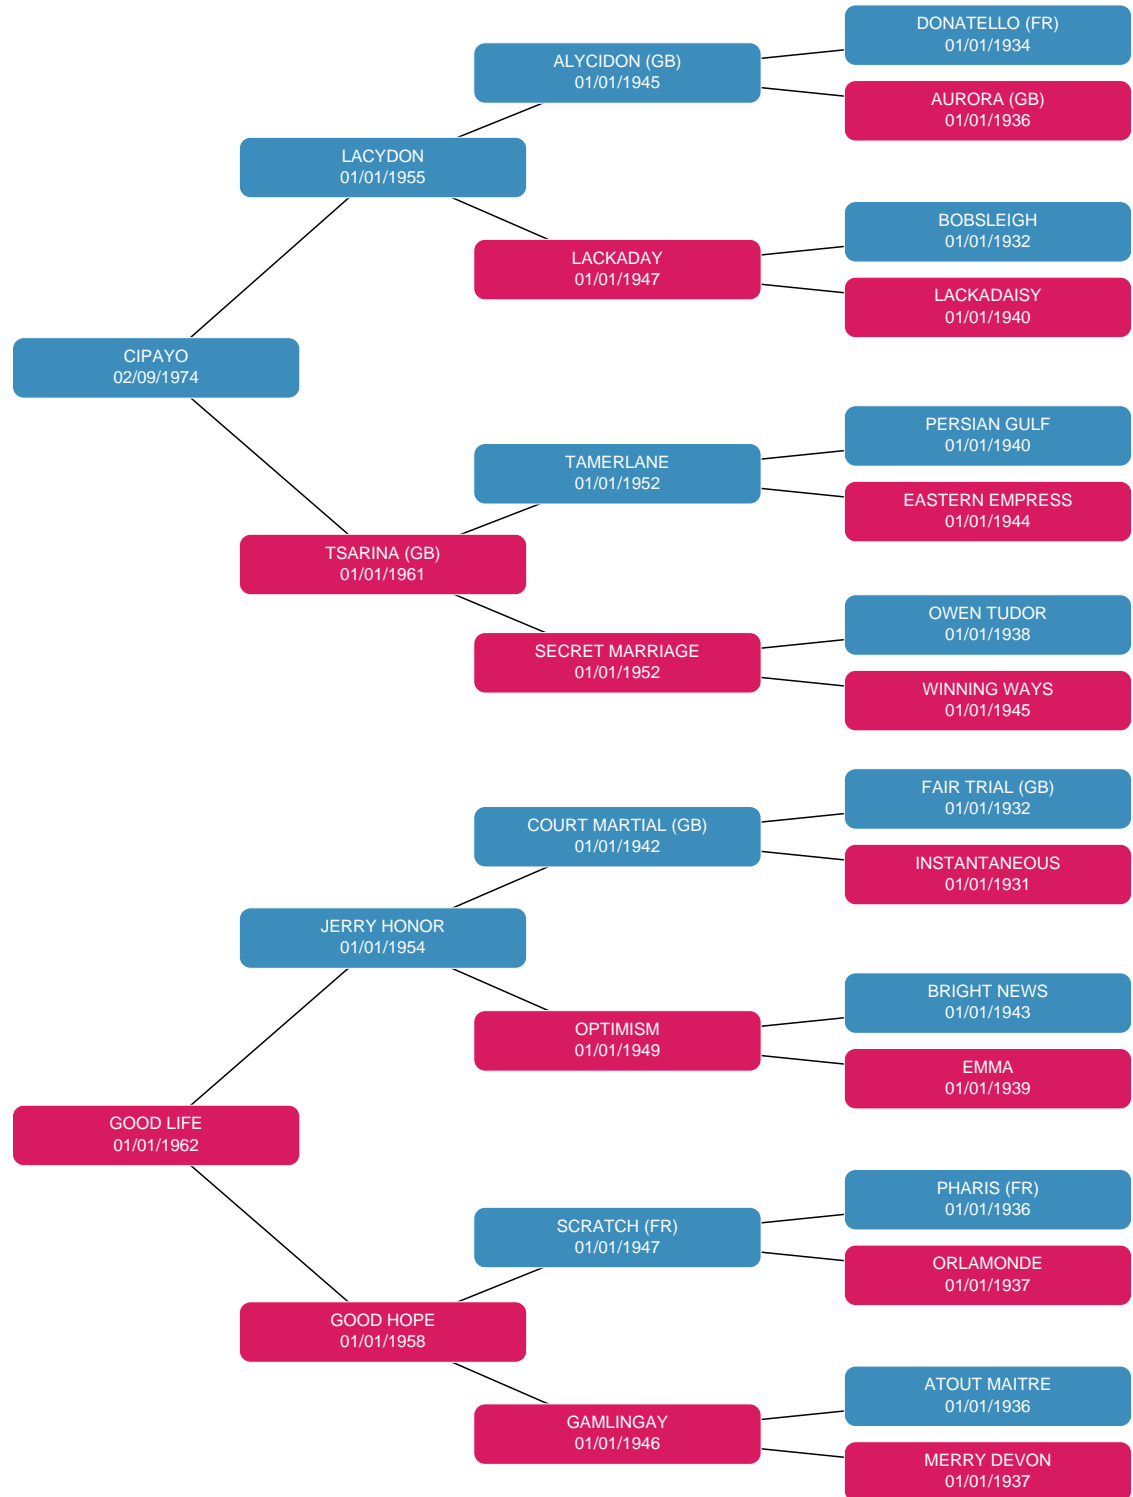 DONATELLO (FR)
01/01/1934
ALYCIDON (GB)
01/01/1945
AURORA (GB)
01/01/1936
LACYDON
01/01/1955
BOBSLEIGH
01/01/1932
LACKADAY
01/01/1947
LACKADAISY
01/01/1940
CIPAYO
02/09/1974
PERSIAN GULF
01/01/1940
TAMERLANE
01/01/1952
EASTERN EMPRESS
01/01/1944
TSARINA (GB)
01/01/1961
OWEN TUDOR
01/01/1938
SECRET MARRIAGE
01/01/1952
WINNING WAYS
01/01/1945
FAIR TRIAL (GB)
01/01/1932
COURT MARTIAL (GB)
01/01/1942
INSTANTANEOUS
01/01/1931
JERRY HONOR
01/01/1954
BRIGHT NEWS
01/01/1943
OPTIMISM
01/01/1949
EMMA
01/01/1939
GOOD LIFE
01/01/1962
PHARIS (FR)
01/01/1936
SCRATCH (FR)
01/01/1947
ORLAMONDE
01/01/1937
GOOD HOPE
01/01/1958
ATOUT MAITRE
01/01/1936
GAMLINGAY
01/01/1946
MERRY DEVON
01/01/1937